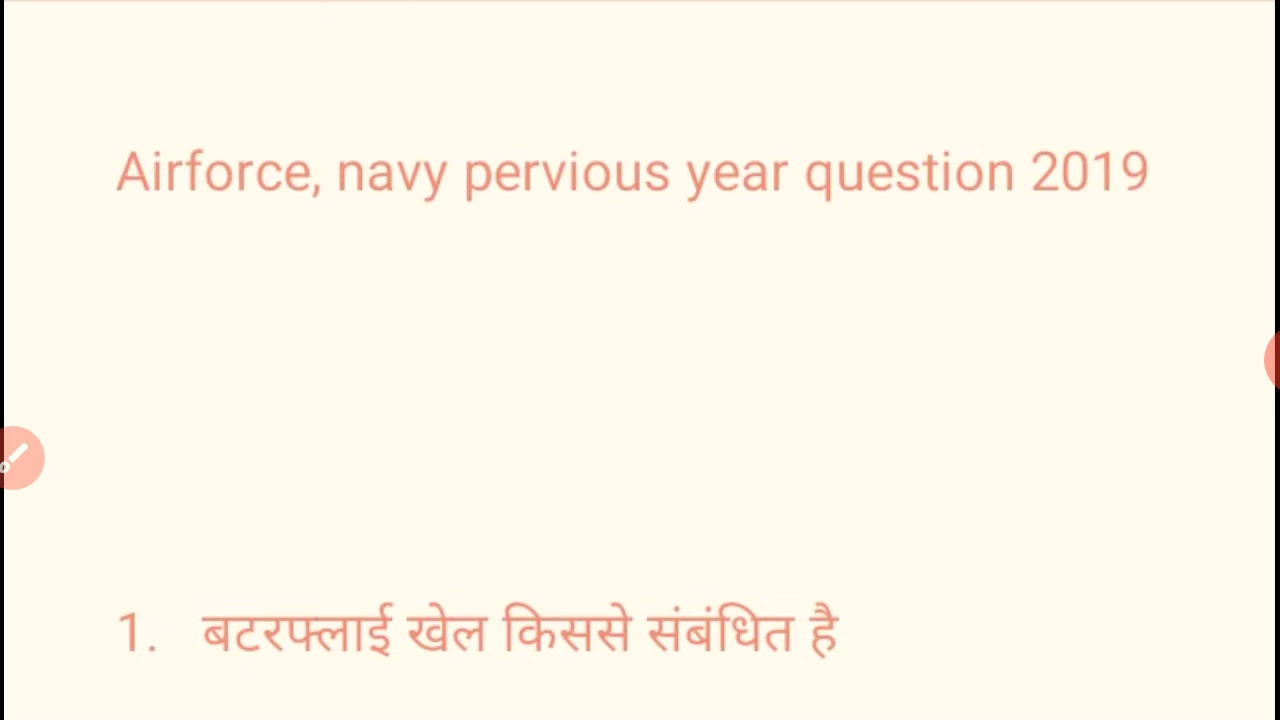 Airforce, navy pervious year question 2019
1. बटरफ्लाई खेल किससे संबंधित है